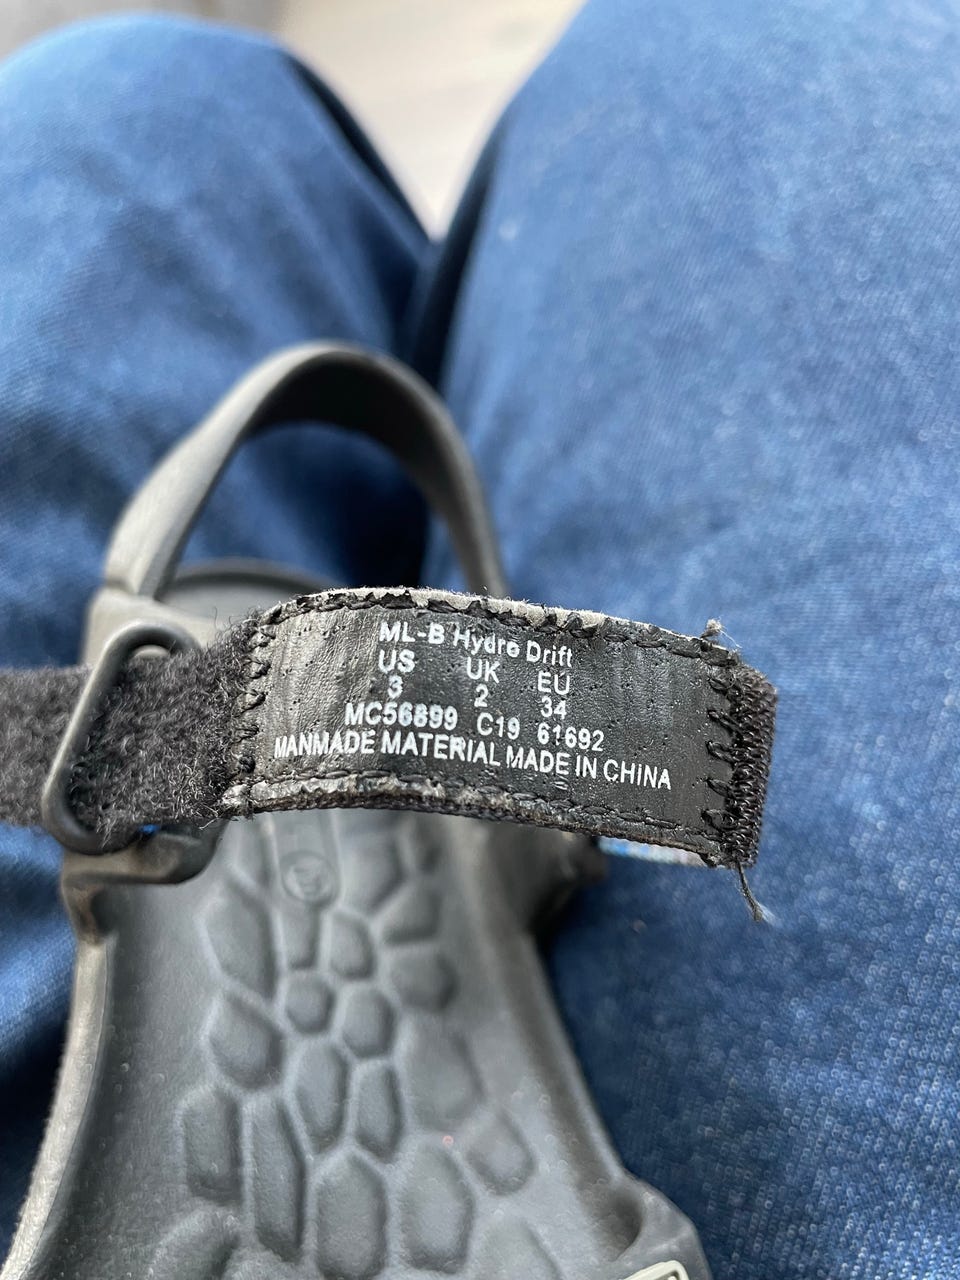 ML-B Hydro Drift
US UK EU
3 2 34
MC56899 C19 61692
MANMADE MATERIAL MADE IN CHINA